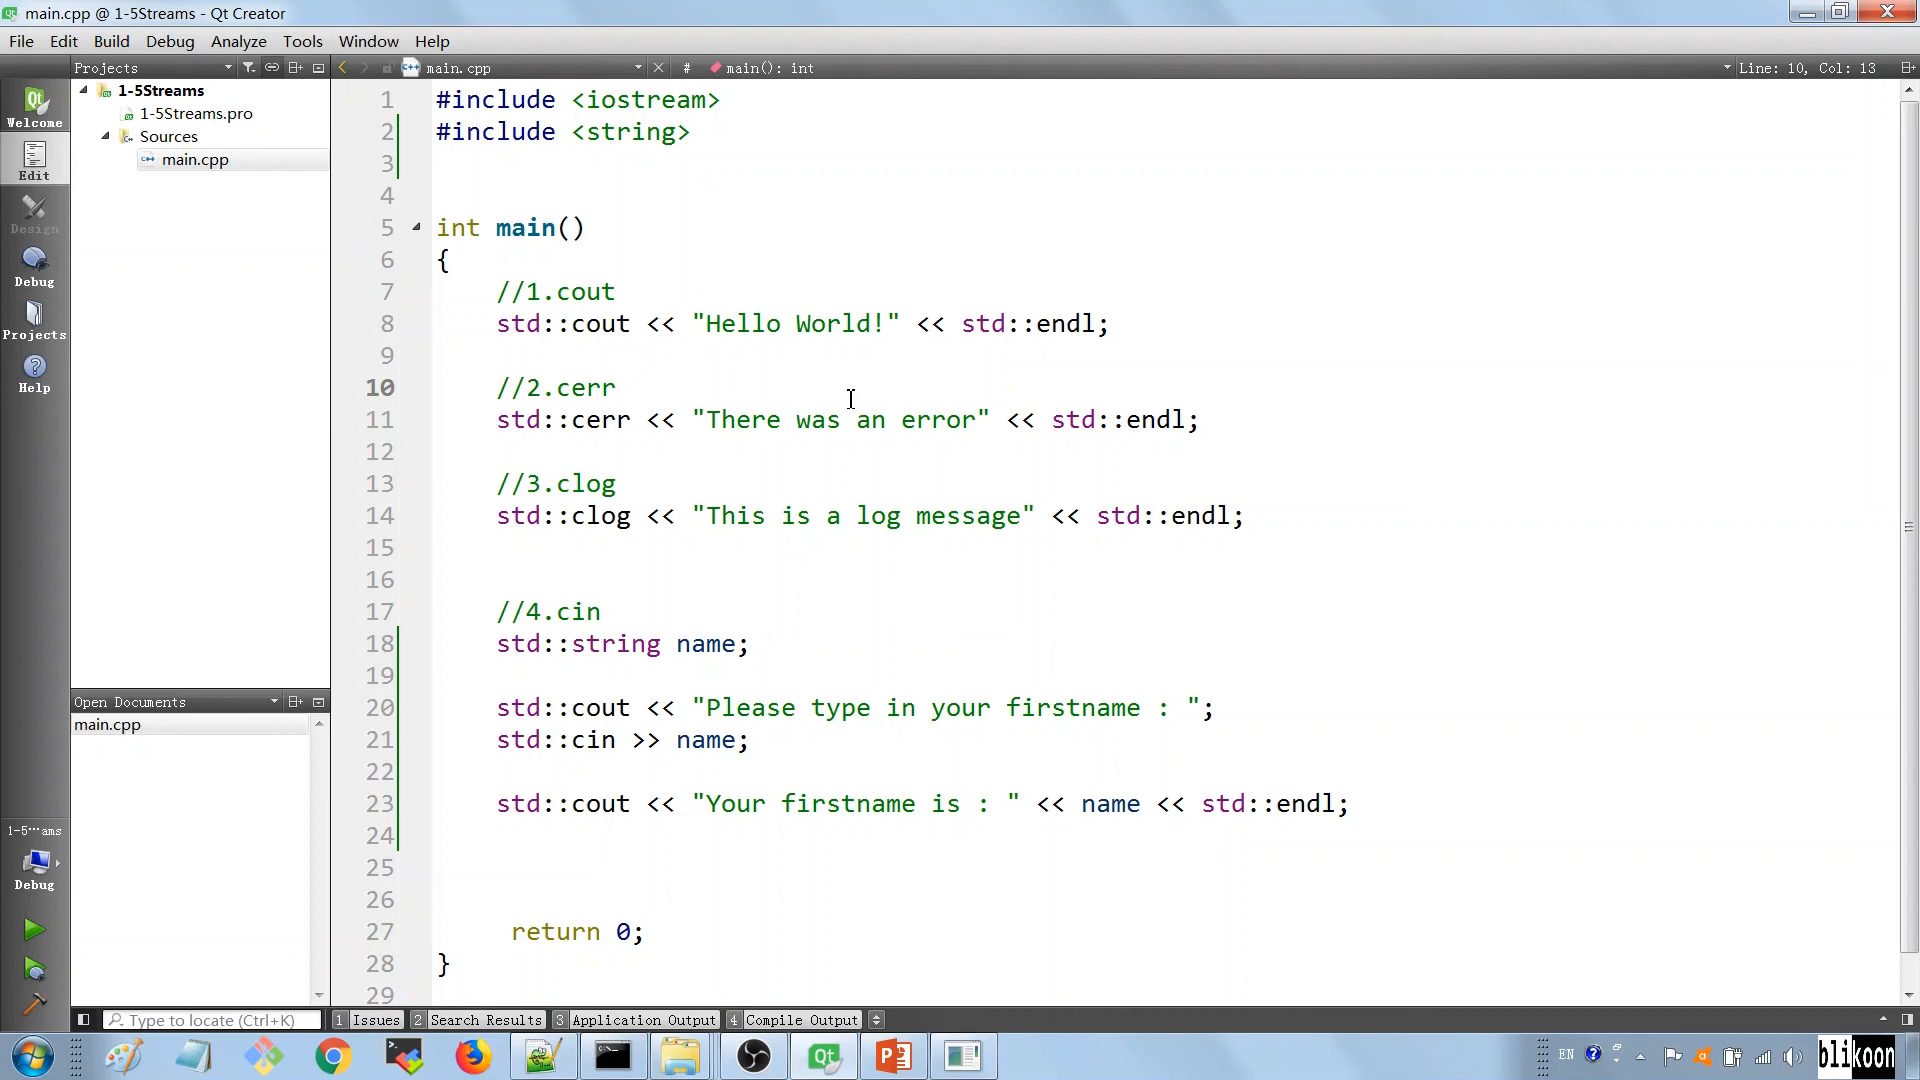 main.cpp @ 1-5Streams - Qt Creator
File Edit Build Debug Analyze Tools Window Help
Projects main.cpp # main(): int Line: 10, Col: 13
Welcome
Edit
Design
Debug
Projects
Help
1-5Streams
1-5Streams.pro
Sources
main.cpp
Open Documents
main.cpp
1-5···ams
Debug
1 #include <iostream>
2 #include <string>
3
4
5 int main()
6 {
7 //1.cout
8 std::cout << "Hello World!" << std::endl;
9
10 //2.cerr
11 std::cerr << "There was an error" << std::endl;
12
13 //3.clog
14 std::clog << "This is a log message" << std::endl;
15
16
17 //4.cin
18 std::string name;
19
20 std::cout << "Please type in your firstname : ";
21 std::cin >> name;
22
23 std::cout << "Your firstname is : " << name << std::endl;
24
25
26
27 return 0;
28 }
29
Type to locate (Ctrl+K) 1 Issues 2 Search Results 3 Application Output 4 Compile Output
EN
blikoon